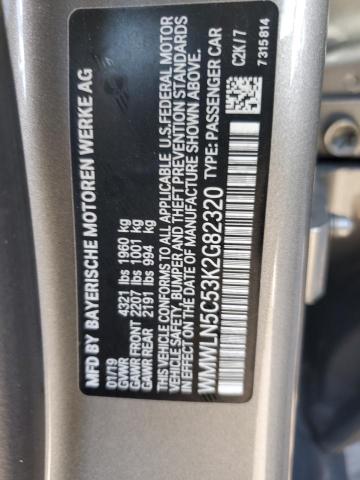 MFD BY BAYERISCHE MOTOREN WERKE AG
01/19
GVWR 4321 lbs 1960 kg
GAWR FRONT 2207 lbs 1001 kg
GAWR REAR 2191 lbs 994 kg
THIS VEHICLE CONFORMS TO ALL APPLICABLE U.S. FEDERAL MOTOR
VEHICLE SAFETY, BUMPER AND THEFT PREVENTION STANDARDS
IN EFFECT ON THE DATE OF MANUFACTURE SHOWN ABOVE.
WMWLN5C53K2G82320 TYPE: PASSENGER CAR
C2K/7
7 315 814